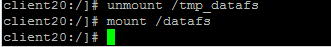 client20:/]# unmount /tmp_datafs
client20:/]# mount /datafs
client20:/]#